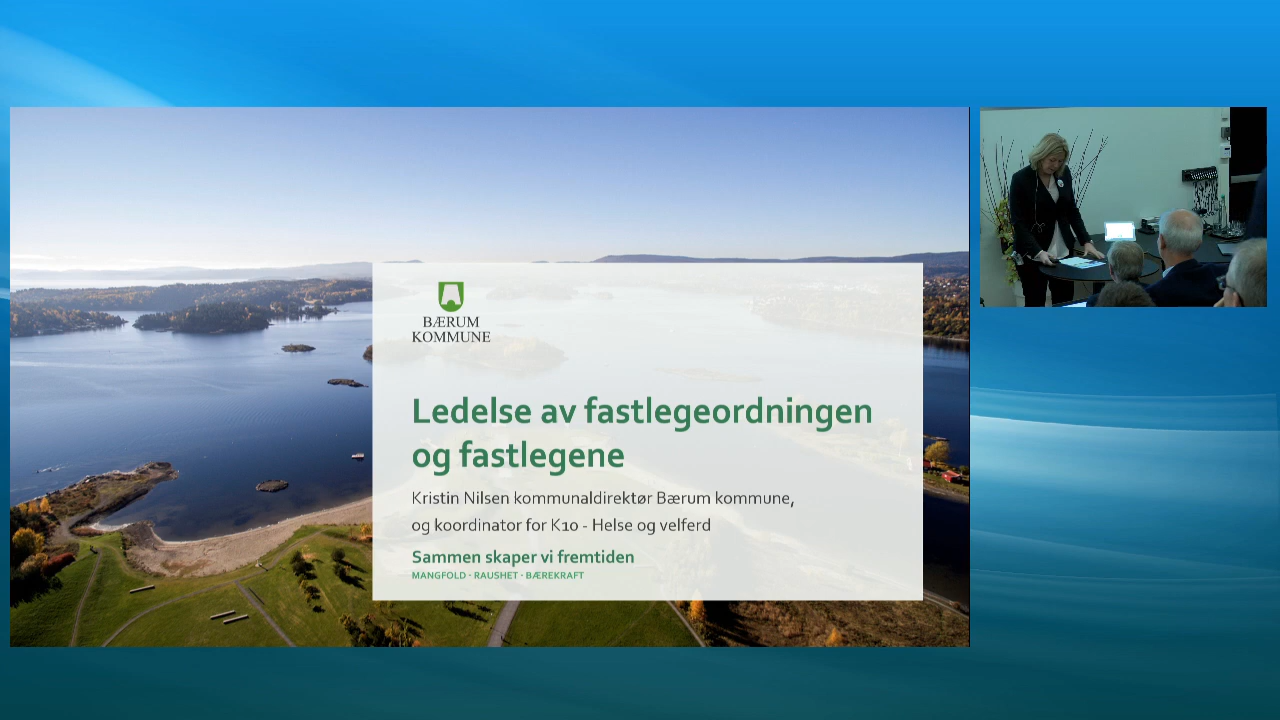 BÆRUM
KOMMUNE
Ledelse av fastlegeordningen
og fastlegene
Kristin Nilsen kommunaldirektør Bærum kommune,
og koordinator for K10 - Helse og velferd
Sammen skaper vi fremtiden
MANGFOLD · RAUSHET · BÆREKRAFT